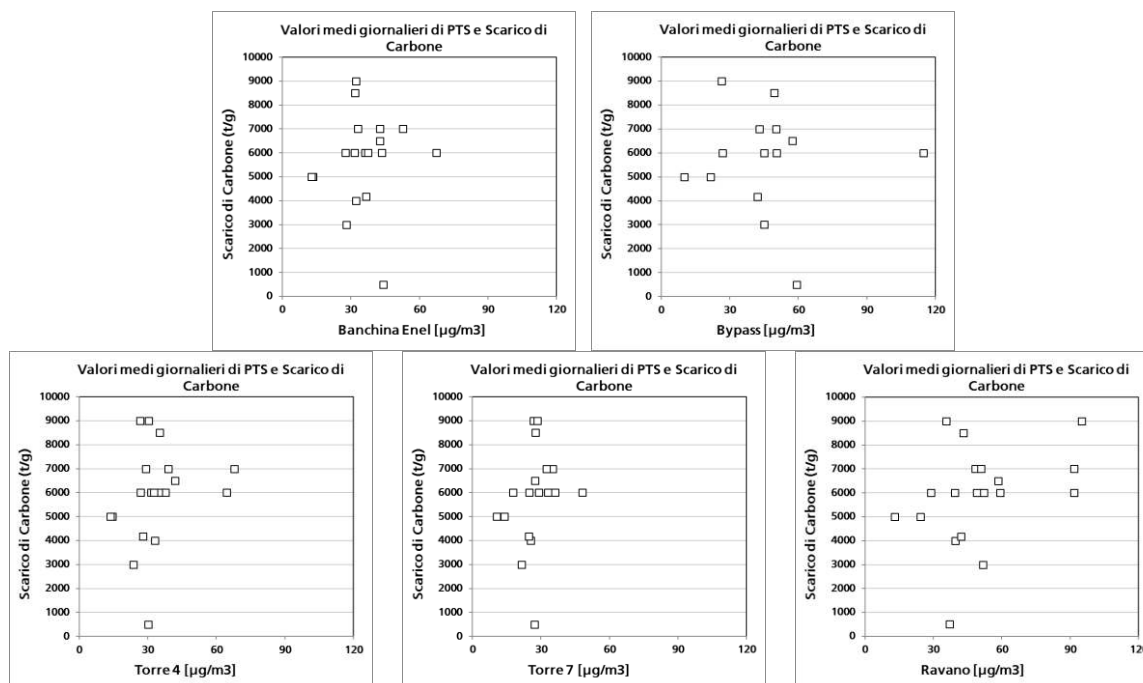 Valori medi giornalieri di PTS e Scarico di
Carbone
Scarico di Carbone (t/g)
10000
9000
8000
7000
6000
5000
4000
3000
2000
1000
0
0 30 60 90 120
Banchina Enel [µg/m3]
Valori medi giornalieri di PTS e Scarico di
Carbone
Scarico di Carbone (t/g)
10000
9000
8000
7000
6000
5000
4000
3000
2000
1000
0
0 30 60 90 120
Bypass [µg/m3]
Valori medi giornalieri di PTS e Scarico di
Carbone
Scarico di Carbone (t/g)
10000
9000
8000
7000
6000
5000
4000
3000
2000
1000
0
0 30 60 90 120
Torre 4 [µg/m3]
Valori medi giornalieri di PTS e Scarico di
Carbone
Scarico di Carbone (t/g)
10000
9000
8000
7000
6000
5000
4000
3000
2000
1000
0
0 30 60 90 120
Torre 7 [µg/m3]
Valori medi giornalieri di PTS e Scarico di
Carbone
Scarico di Carbone (t/g)
10000
9000
8000
7000
6000
5000
4000
3000
2000
1000
0
0 30 60 90 120
Ravano [µg/m3]